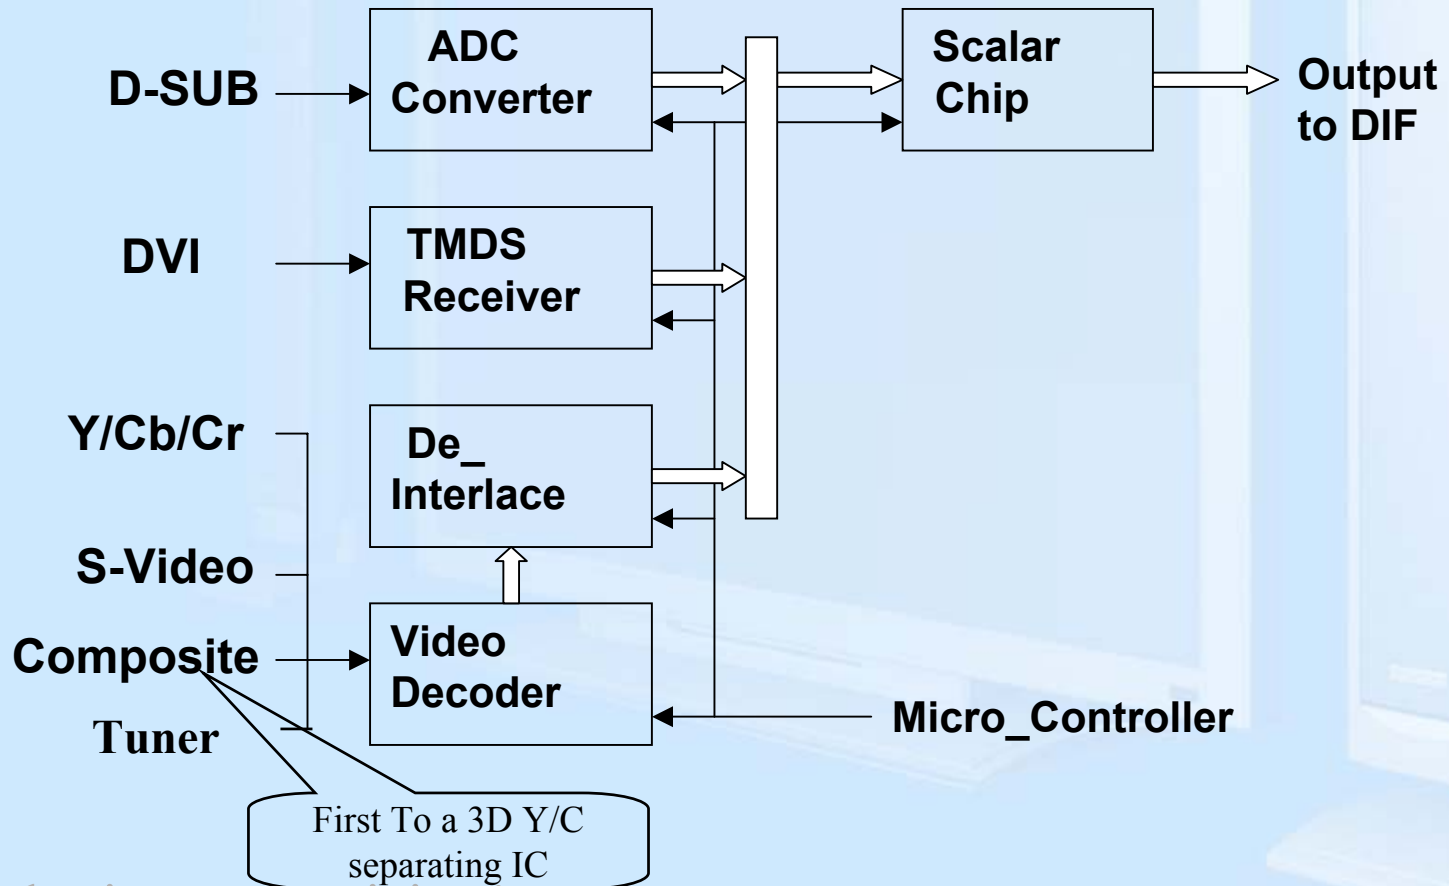 D-SUB
ADC
Converter
Scalar
Chip
Output
to DIF
DVI
TMDS
Receiver
Y/Cb/Cr
De_
Interlace
S-Video
Composite
Tuner
Video
Decoder
Micro_Controller
First To a 3D Y/C
separating IC